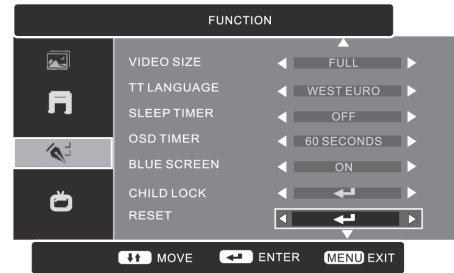 FUNCTION
VIDEO SIZE FULL
TT LANGUAGE WEST EURO
SLEEP TIMER OFF
OSD TIMER 60 SECONDS
BLUE SCREEN ON
CHILD LOCK
RESET
MOVE ENTER MENU EXIT